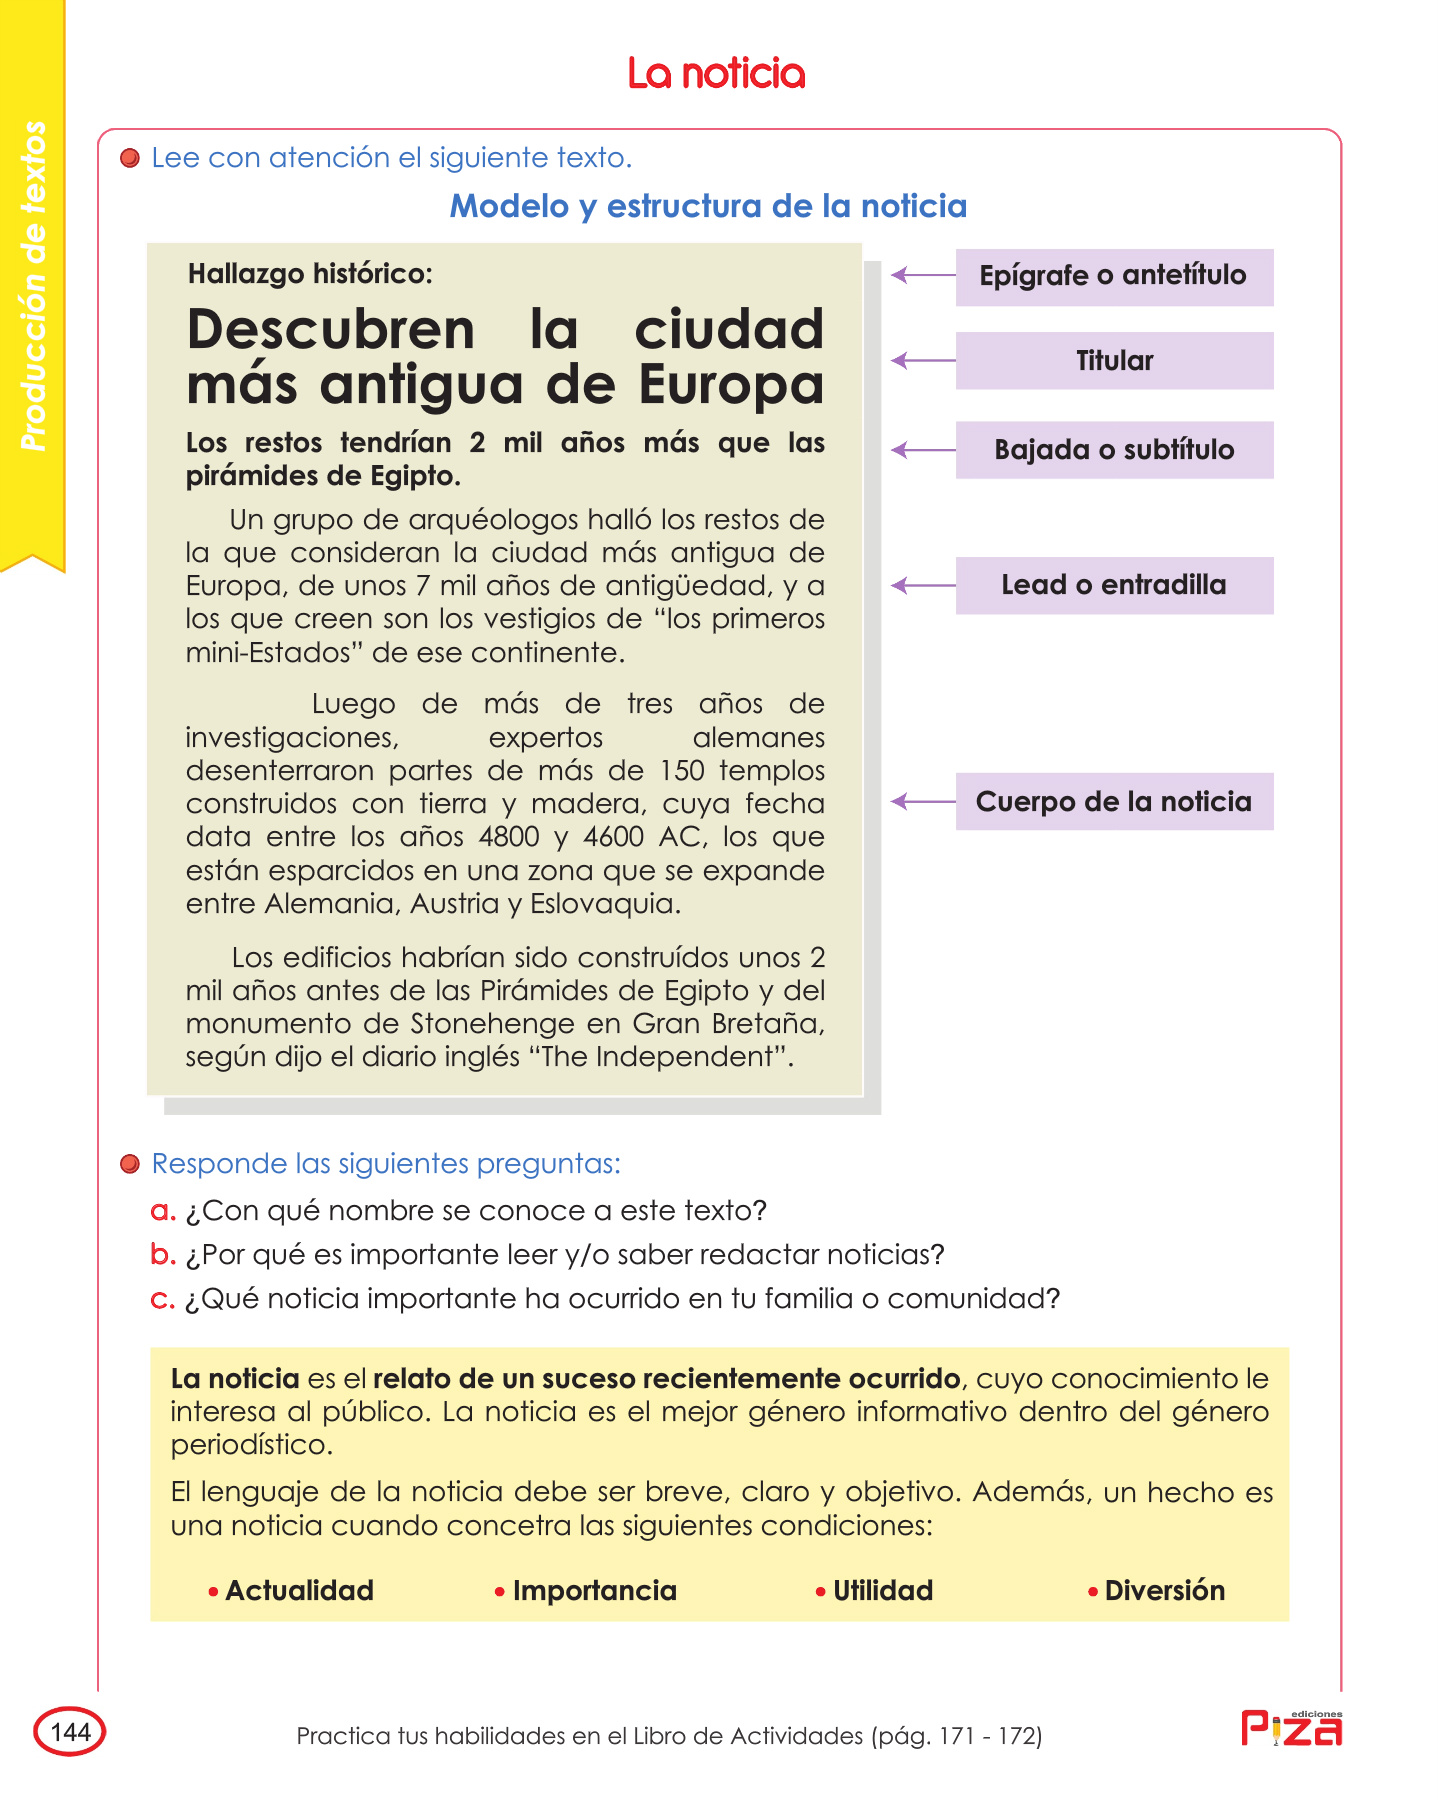 Producción de textos
La noticia
Lee con atención el siguiente texto.
Modelo y estructura de la noticia
Hallazgo histórico:
Epígrafe o antetítulo
Descubren la ciudad
más antigua de Europa
Titular
Los restos tendrían 2 mil años más que las
pirámides de Egipto.
Bajada o subtítulo
Un grupo de arquéologos halló los restos de
la que consideran la ciudad más antigua de
Europa, de unos 7 mil años de antigüedad, y a
los que creen son los vestigios de “los primeros
mini-Estados” de ese continente.
Lead o entradilla
Luego de más de tres años de
investigaciones, expertos alemanes
desenterraron partes de más de 150 templos
construidos con tierra y madera, cuya fecha
data entre los años 4800 y 4600 AC, los que
están esparcidos en una zona que se expande
entre Alemania, Austria y Eslovaquia.
Cuerpo de la noticia
Los edificios habrían sido construídos unos 2
mil años antes de las Pirámides de Egipto y del
monumento de Stonehenge en Gran Bretaña,
según dijo el diario inglés “The Independent”.
Responde las siguientes preguntas:
a. ¿Con qué nombre se conoce a este texto?
b. ¿Por qué es importante leer y/o saber redactar noticias?
c. ¿Qué noticia importante ha ocurrido en tu familia o comunidad?
La noticia es el relato de un suceso recientemente ocurrido, cuyo conocimiento le
interesa al público. La noticia es el mejor género informativo dentro del género
periodístico.
El lenguaje de la noticia debe ser breve, claro y objetivo. Además, un hecho es
una noticia cuando concetra las siguientes condiciones:
• Actualidad • Importancia • Utilidad • Diversión
144
Practica tus habilidades en el Libro de Actividades (pág. 171 - 172)
ediciones
Piza